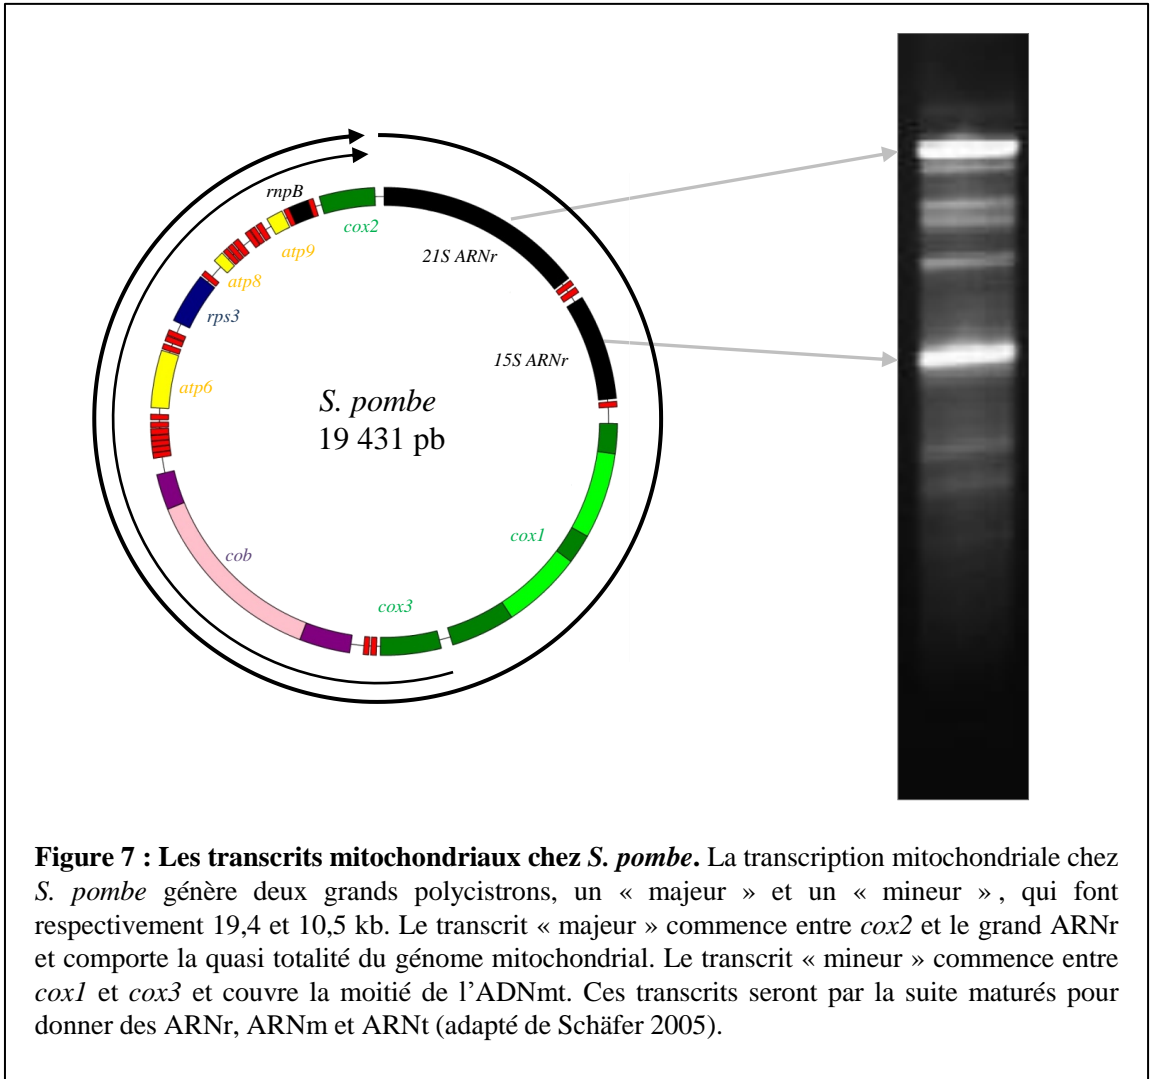 rnpB
cox2
atp9
21S ARNr
atp8
rps3
15S ARNr
atp6
S. pombe
19 431 pb
cox1
cob
cox3
Figure 7 : Les transcrits mitochondriaux chez S. pombe. La transcription mitochondriale chez
S. pombe génère deux grands polycistrons, un « majeur » et un « mineur » , qui font
respectivement 19,4 et 10,5 kb. Le transcrit « majeur » commence entre cox2 et le grand ARNr
et comporte la quasi totalité du génome mitochondrial. Le transcrit « mineur » commence entre
cox1 et cox3 et couvre la moitié de l’ADNmt. Ces transcrits seront par la suite maturés pour
donner des ARNr, ARNm et ARNt (adapté de Schäfer 2005).